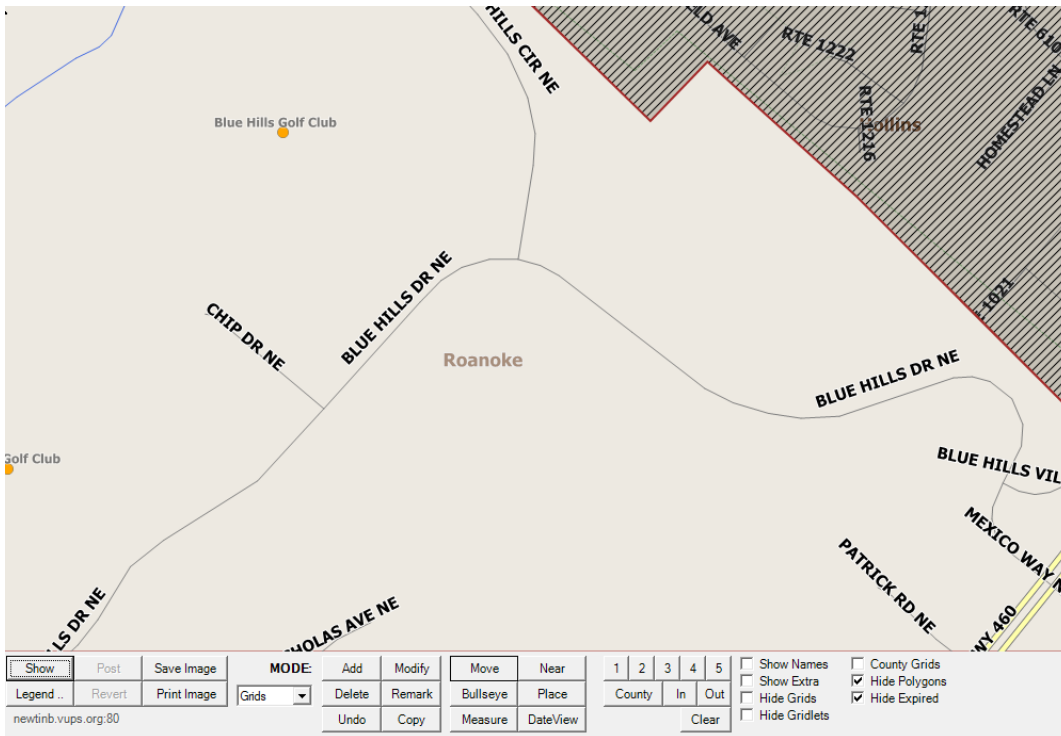 HILLS CIR NE
ELD AVE
RTE 1222
RTE 1
RTE 610
Blue Hills Golf Club
RTE 1216
Hollins
HOMESTEAD LN
BLUE HILLS DR NE
1021
CHIP DR NE
Roanoke
BLUE HILLS DR NE
Golf Club
BLUE HILLS VIL
MEXICO WAY N
PATRICK RD NE
LLS DR NE
HOLAS AVE NE
WY 460
Show Post Save Image MODE: Add Modify Move Near 1 2 3 4 5 Show Names County Grids
Show Extra Hide Polygons
Legend .. Revert Print Image Grids Delete Remark Bullseye Place County In Out Hide Grids Hide Expired
newtinb.vups.org:80 Undo Copy Measure DateView Clear Hide Gridlets